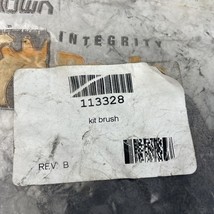 INTEGRITY
113328
kit brush
REV B